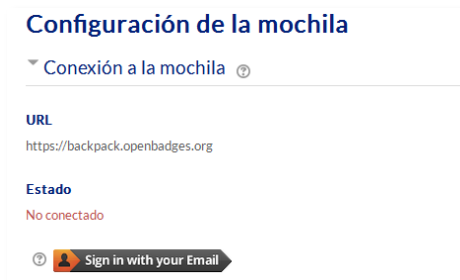 Configuración de la mochila
Conexión a la mochila
URL
https://backpack.openbadges.org
Estado
No conectado
Sign in with your Email